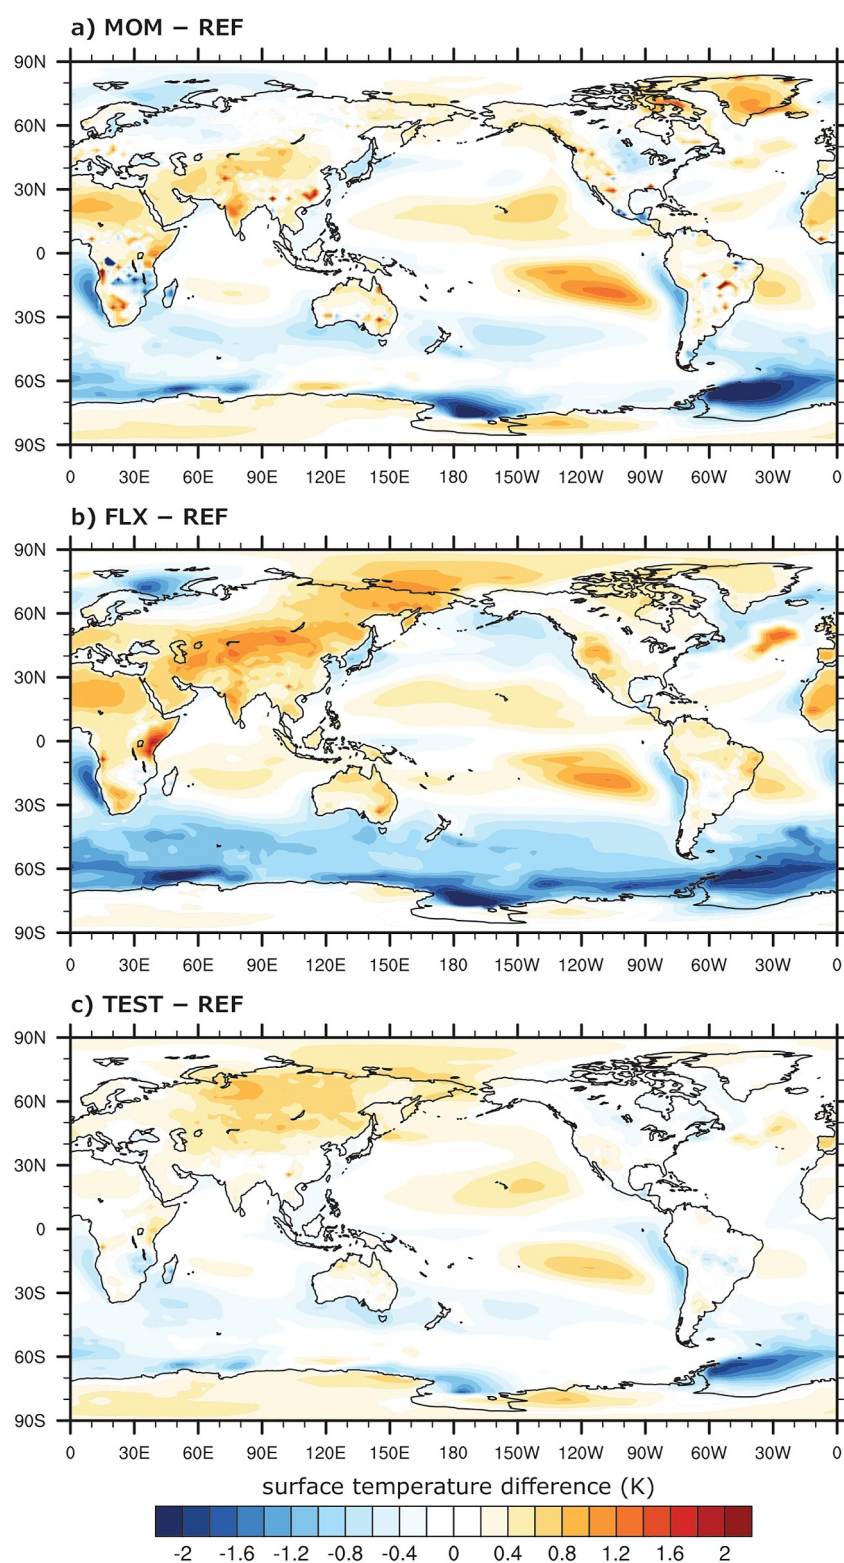 a) MOM − REF
90N
60N
30N
0
30S
60S
90S
0 30E 60E 90E 120E 150E 180 150W 120W 90W 60W 30W 0
b) FLX − REF
90N
60N
30N
0
30S
60S
90S
0 30E 60E 90E 120E 150E 180 150W 120W 90W 60W 30W 0
c) TEST − REF
90N
60N
30N
0
30S
60S
90S
0 30E 60E 90E 120E 150E 180 150W 120W 90W 60W 30W 0
surface temperature difference (K)
-2 -1.6 -1.2 -0.8 -0.4 0 0.4 0.8 1.2 1.6 2